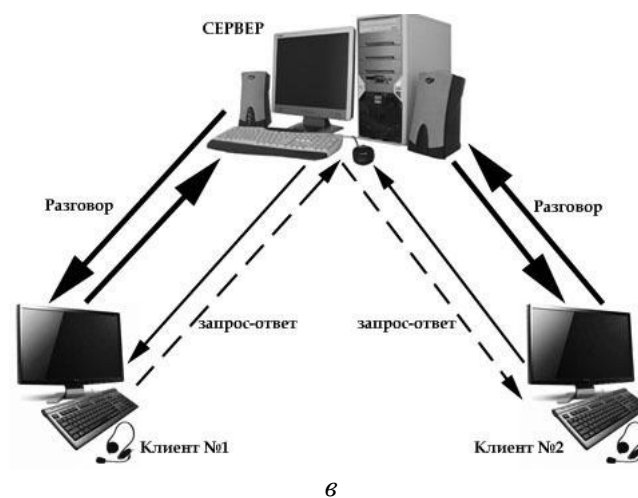 СЕРВЕР
Разговор
Разговор
запрос-ответ
запрос-ответ
Клиент №1
Клиент №2
в